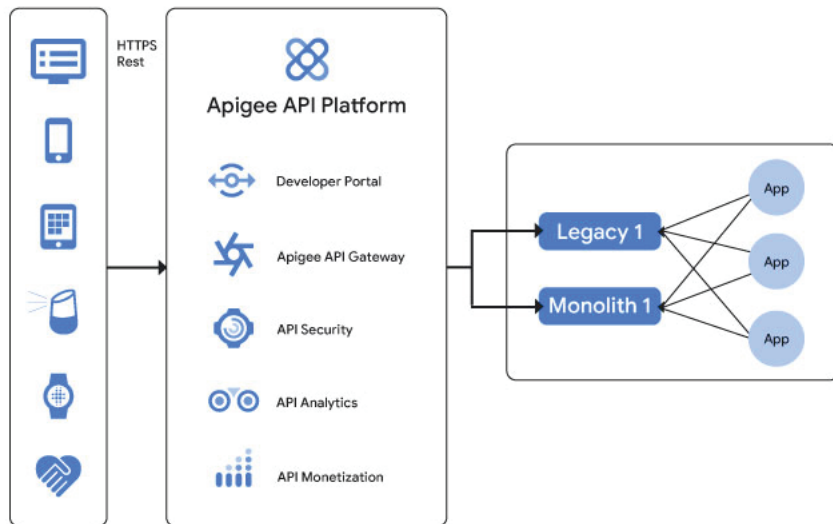 HTTPS
Rest
Apigee API Platform
Developer Portal
Apigee API Gateway
API Security
API Analytics
API Monetization
Legacy 1
Monolith 1
App
App
App